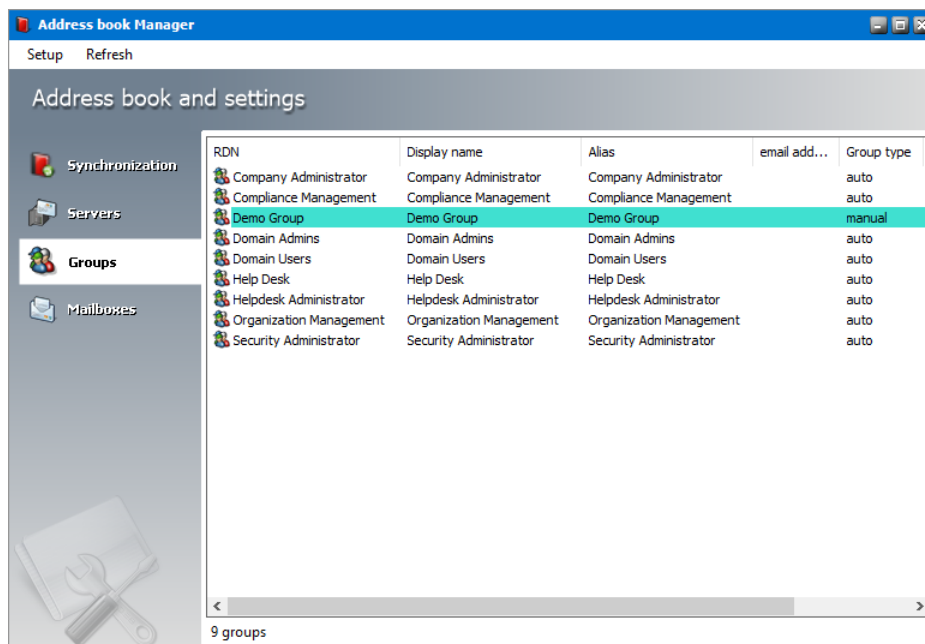 Address book Manager
Setup Refresh
Address book and settings
Synchronization
Servers
Groups
Mailboxes
RDN Display name Alias email add... Group type
Company Administrator Company Administrator Company Administrator auto
Compliance Management Compliance Management Compliance Management auto
Demo Group Demo Group Demo Group manual
Domain Admins Domain Admins Domain Admins auto
Domain Users Domain Users Domain Users auto
Help Desk Help Desk Help Desk auto
Helpdesk Administrator Helpdesk Administrator Helpdesk Administrator auto
Organization Management Organization Management Organization Management auto
Security Administrator Security Administrator Security Administrator auto
9 groups